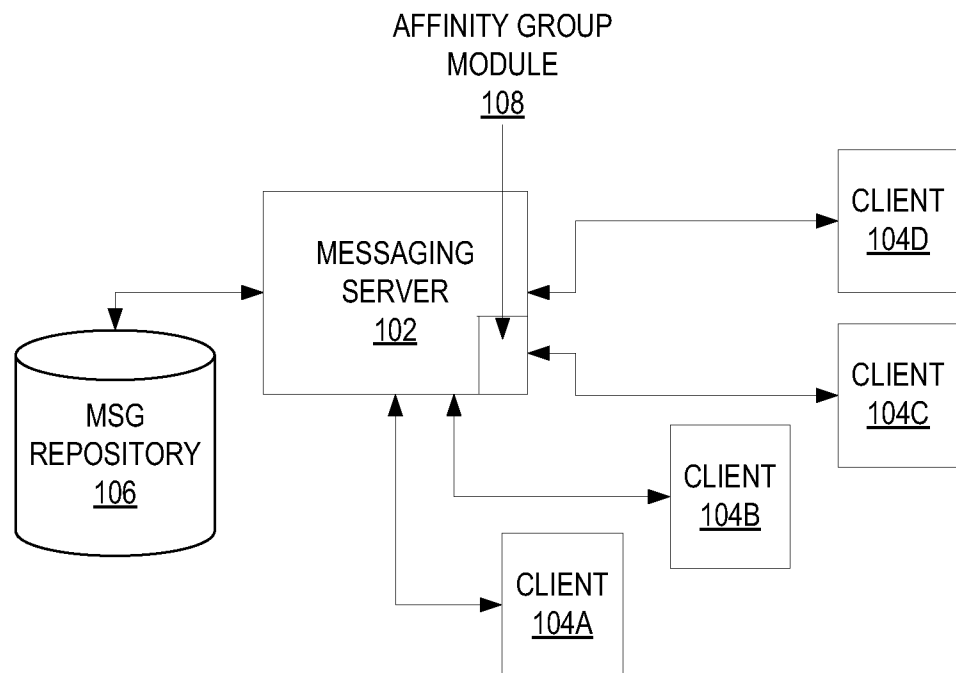 AFFINITY GROUP
MODULE
108
MESSAGING
SERVER
102
CLIENT
104D
CLIENT
104C
MSG
REPOSITORY
106
CLIENT
104B
CLIENT
104A